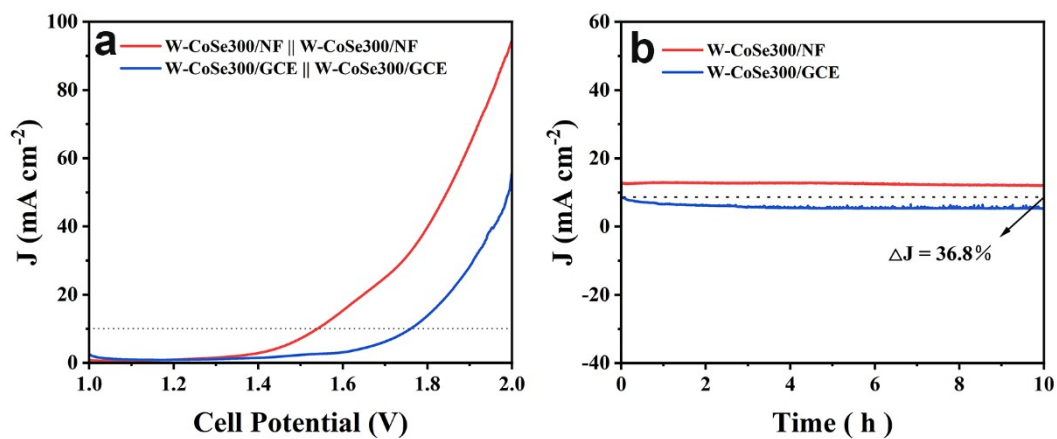 a
W-CoSe300/NF || W-CoSe300/NF
W-CoSe300/GCE || W-CoSe300/GCE
100
80
60
40
20
0
J (mA cm-2)
1.0 1.2 1.4 1.6 1.8 2.0
Cell Potential (V)
b
W-CoSe300/NF
W-CoSe300/GCE
60
40
20
0
-20
-40
J (mA cm-2)
△J = 36.8%
0 2 4 6 8 10
Time ( h )